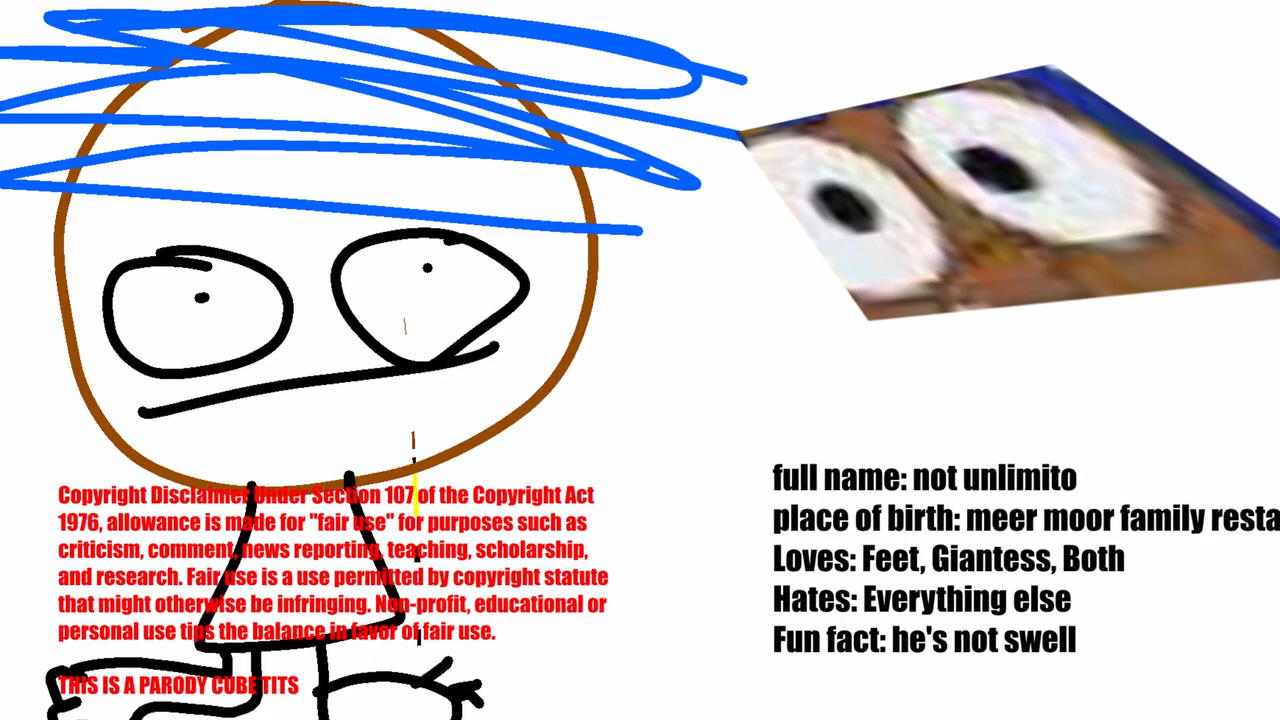 Copyright Disclaimer Under Section 107 of the Copyright Act
1976, allowance is made for "fair use" for purposes such as
criticism, comment, news reporting, teaching, scholarship,
and research. Fair use is a use permitted by copyright statute
that might otherwise be infringing. Non-profit, educational or
personal use tips the balance in favor of fair use.
THIS IS A PARODY CUBE TITS
full name: not unlimito
place of birth: meer moor family resta
Loves: Feet, Giantess, Both
Hates: Everything else
Fun fact: he's not swell